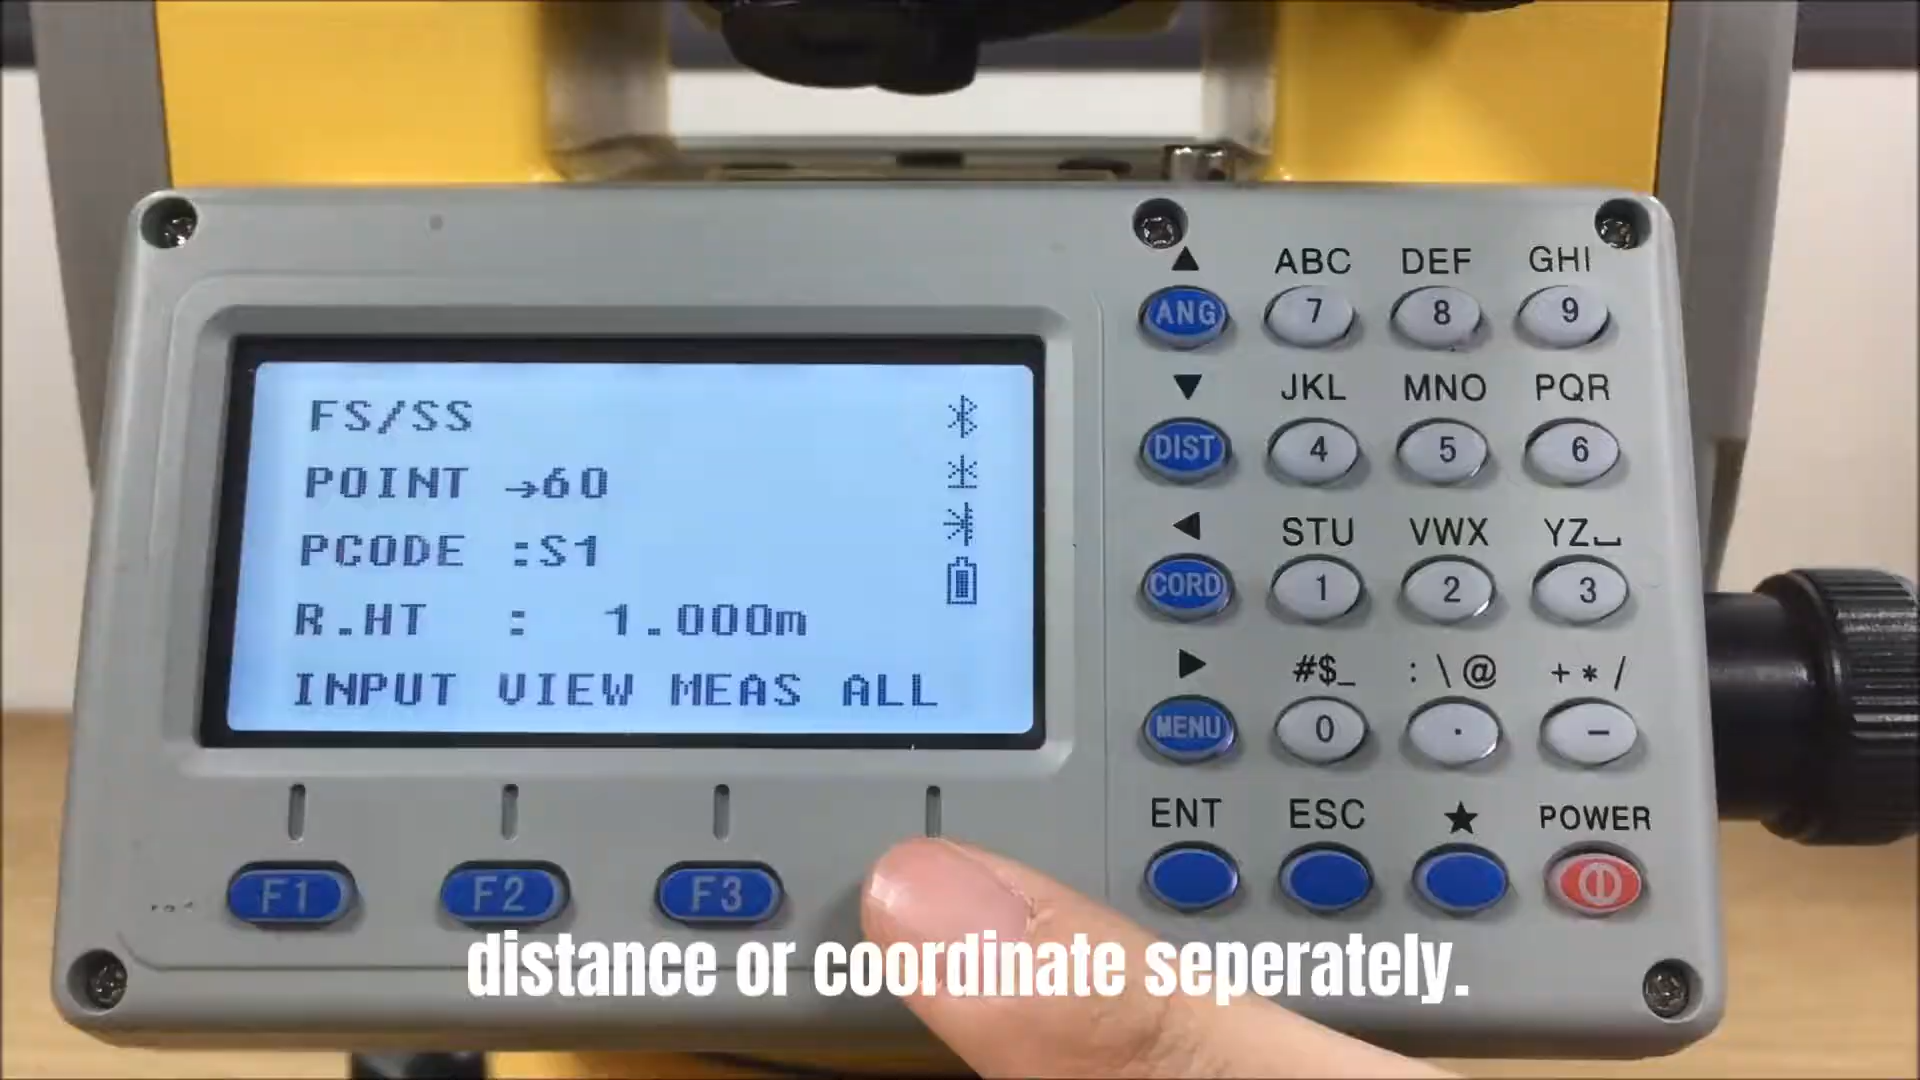 FS/SS
POINT →60
PCODE :S1
R.HT : 1.000m
INPUT VIEW MEAS ALL
▲ ABC DEF GHI
ANG 7 8 9
▼ JKL MNO PQR
DIST 4 5 6
◀ STU VWX YZ⎵
CORD 1 2 3
▶ #$_ :\@ +*/
MENU 0 . -
ENT ESC ★ POWER
F1 F2 F3
distance or coordinate seperately.